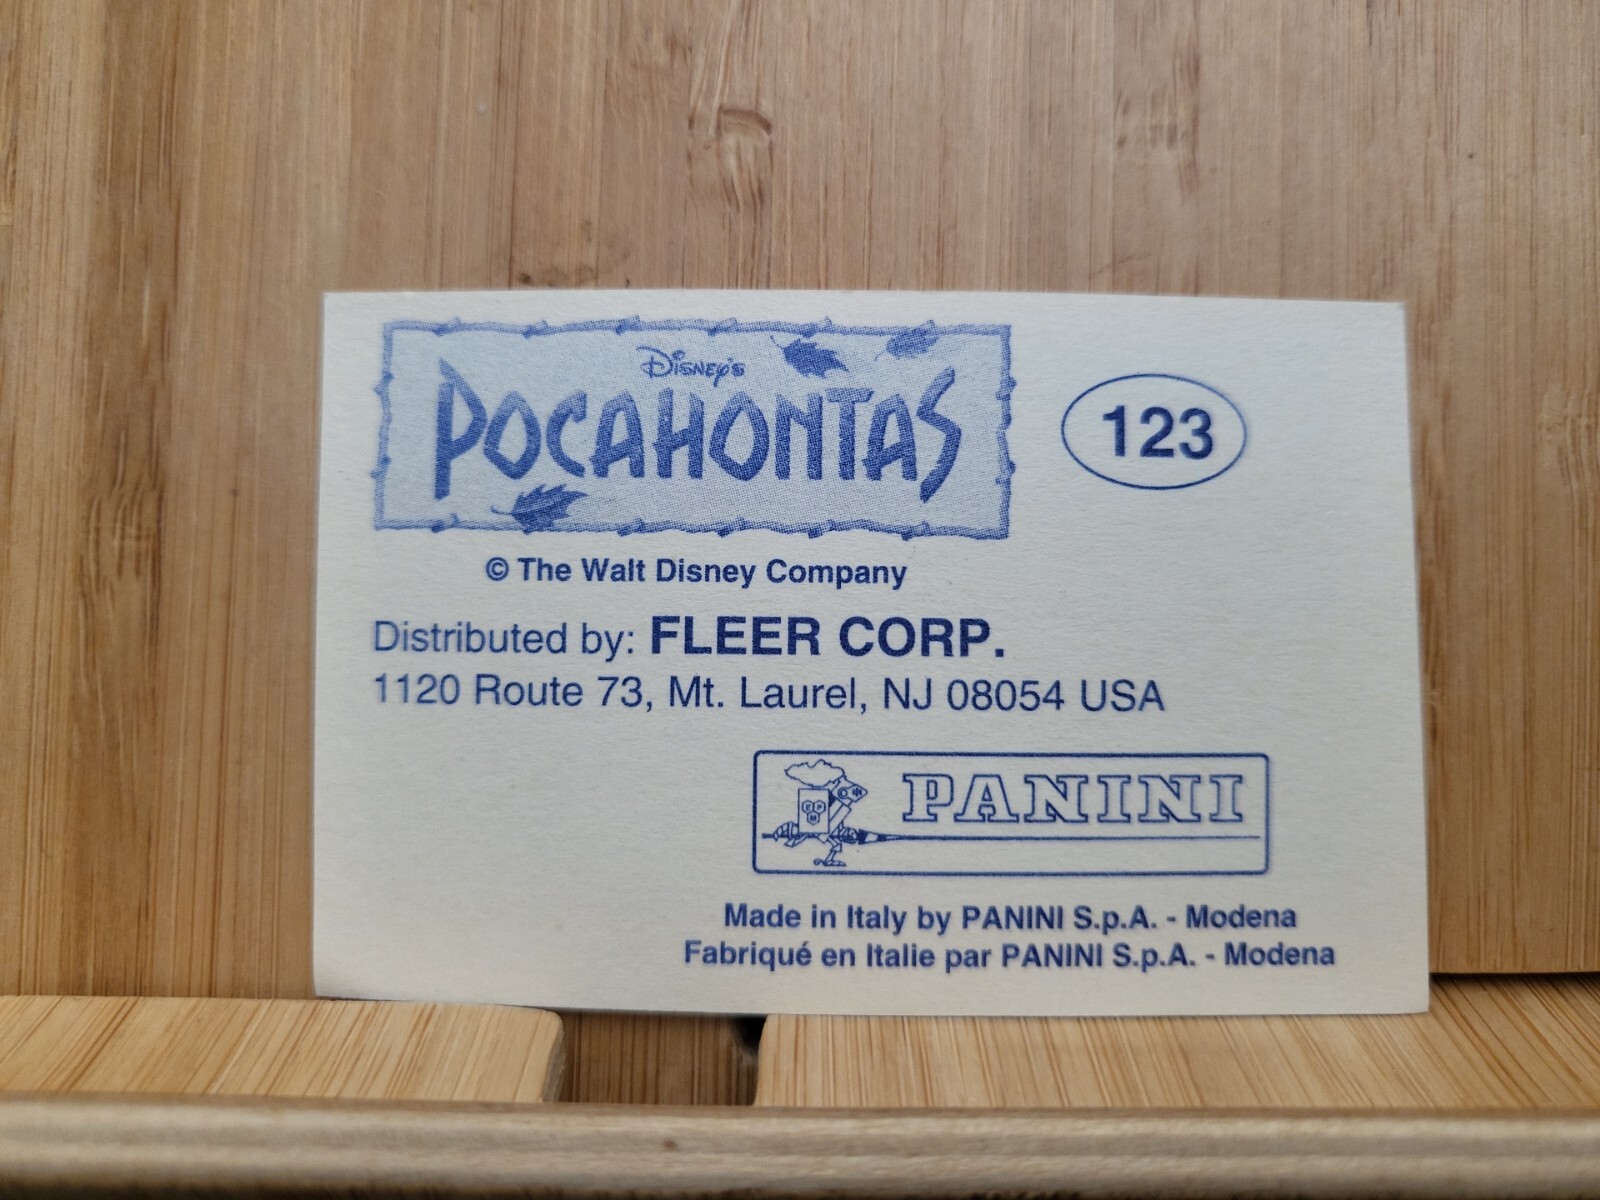 Disney's
POCAHONTAS
123
© The Walt Disney Company
Distributed by: FLEER CORP.
1120 Route 73, Mt. Laurel, NJ 08054 USA
E P
M
PANINI
Made in Italy by PANINI S.p.A. - Modena
Fabriqué en Italie par PANINI S.p.A. - Modena